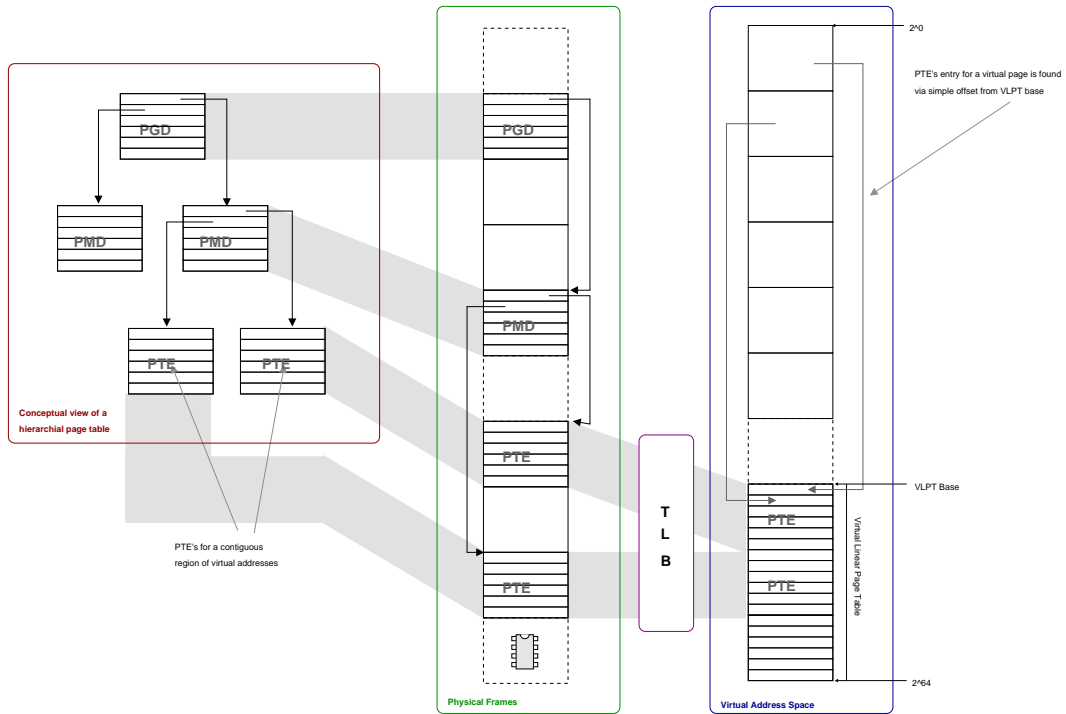 PGD
PMD
PMD
PTE
PTE
Conceptual view of a
hierarchial page table
PTE's for a contiguous
region of virtual addresses
PGD
PMD
PTE
PTE
Physical Frames
T
L
B
2^0
PTE's entry for a virtual page is found
via simple offset from VLPT base
VLPT Base
PTE
PTE
Virtual Linear Page Table
2^64
Virtual Address Space